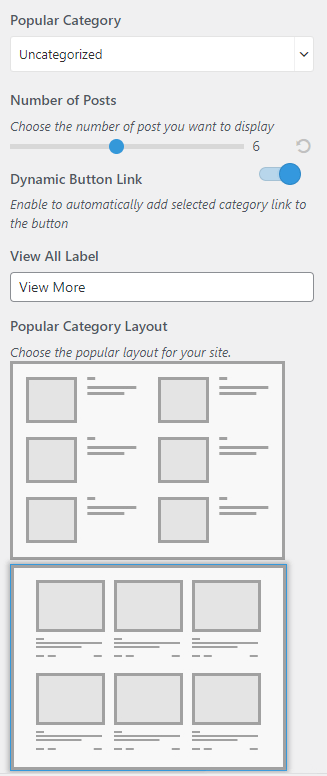 Popular Category
Uncategorized
Number of Posts
Choose the number of post you want to display
6
Dynamic Button Link
Enable to automatically add selected category link to
the button
View All Label
View More
Popular Category Layout
Choose the popular layout for your site.